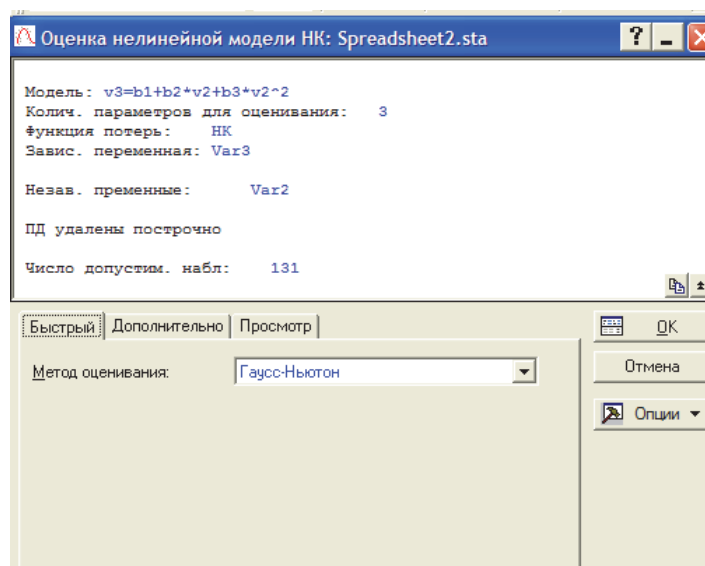 Оценка нелинейной модели НК: Spreadsheet2.sta
Модель: v3=b1+b2*v2+b3*v2^2
Колич. параметров для оценивания: 3
Функция потерь: НК
Завис. переменная: Var3
Незав. пременные: Var2
ПД удалены построчно
Число допустим. набл: 131
Быстрый Дополнительно Просмотр
OK
Метод оценивания: Гаусс-Ньютон
Отмена
Опции